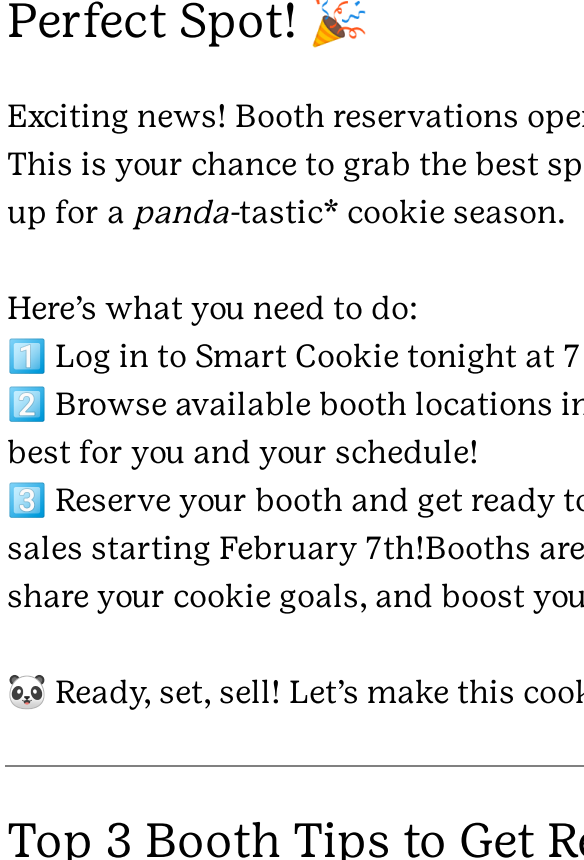 Perfect Spot! 🎉
Exciting news! Booth reservations ope
This is your chance to grab the best sp
up for a panda-tastic* cookie season.
Here’s what you need to do:
1️⃣ Log in to Smart Cookie tonight at 7
2️⃣ Browse available booth locations in
best for you and your schedule!
3️⃣ Reserve your booth and get ready to
sales starting February 7th!Booths are
share your cookie goals, and boost you
🐼 Ready, set, sell! Let’s make this cook
Top 3 Booth Tips to Get Re